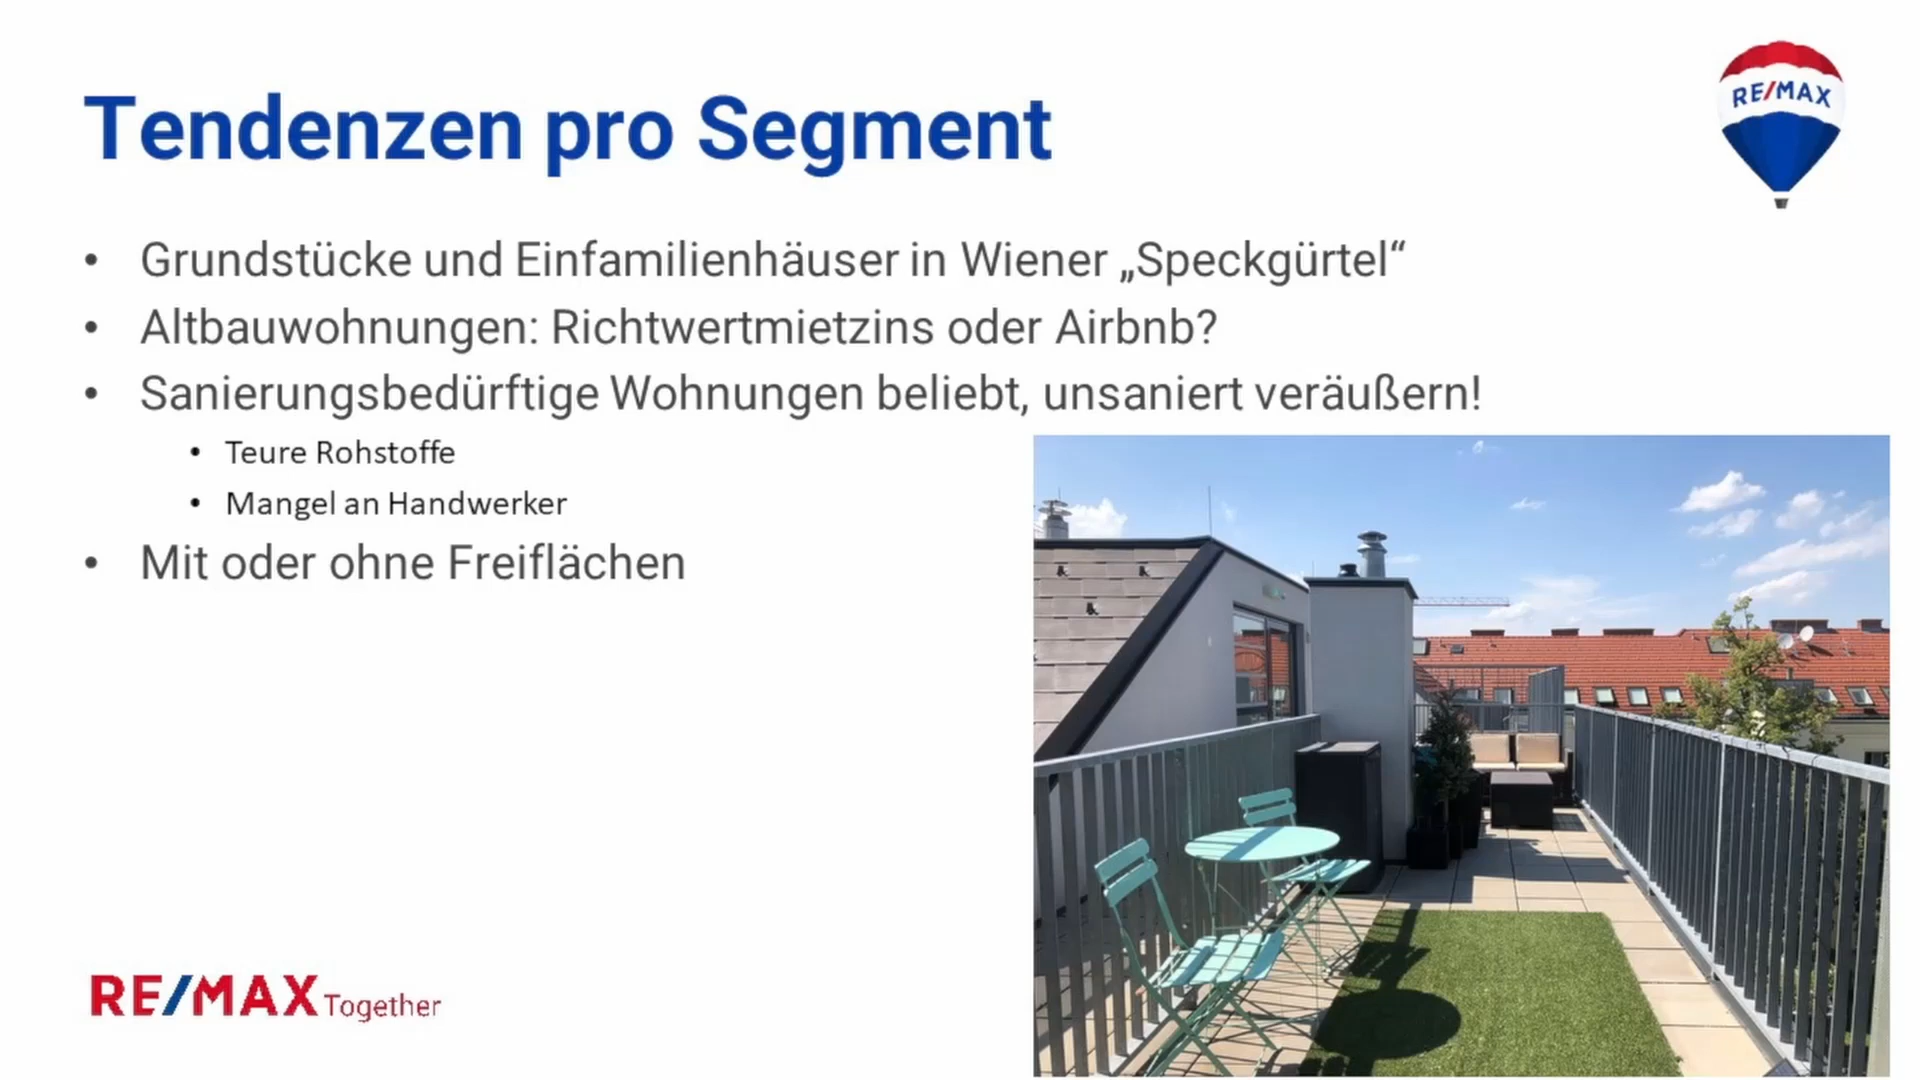 Tendenzen pro Segment
RE/MAX
• Grundstücke und Einfamilienhäuser in Wiener „Speckgürtel“
• Altbauwohnungen: Richtwertmietzins oder Airbnb?
• Sanierungsbedürftige Wohnungen beliebt, unsaniert veräußern!
• Teure Rohstoffe
• Mangel an Handwerker
• Mit oder ohne Freiflächen
RE/MAX Together